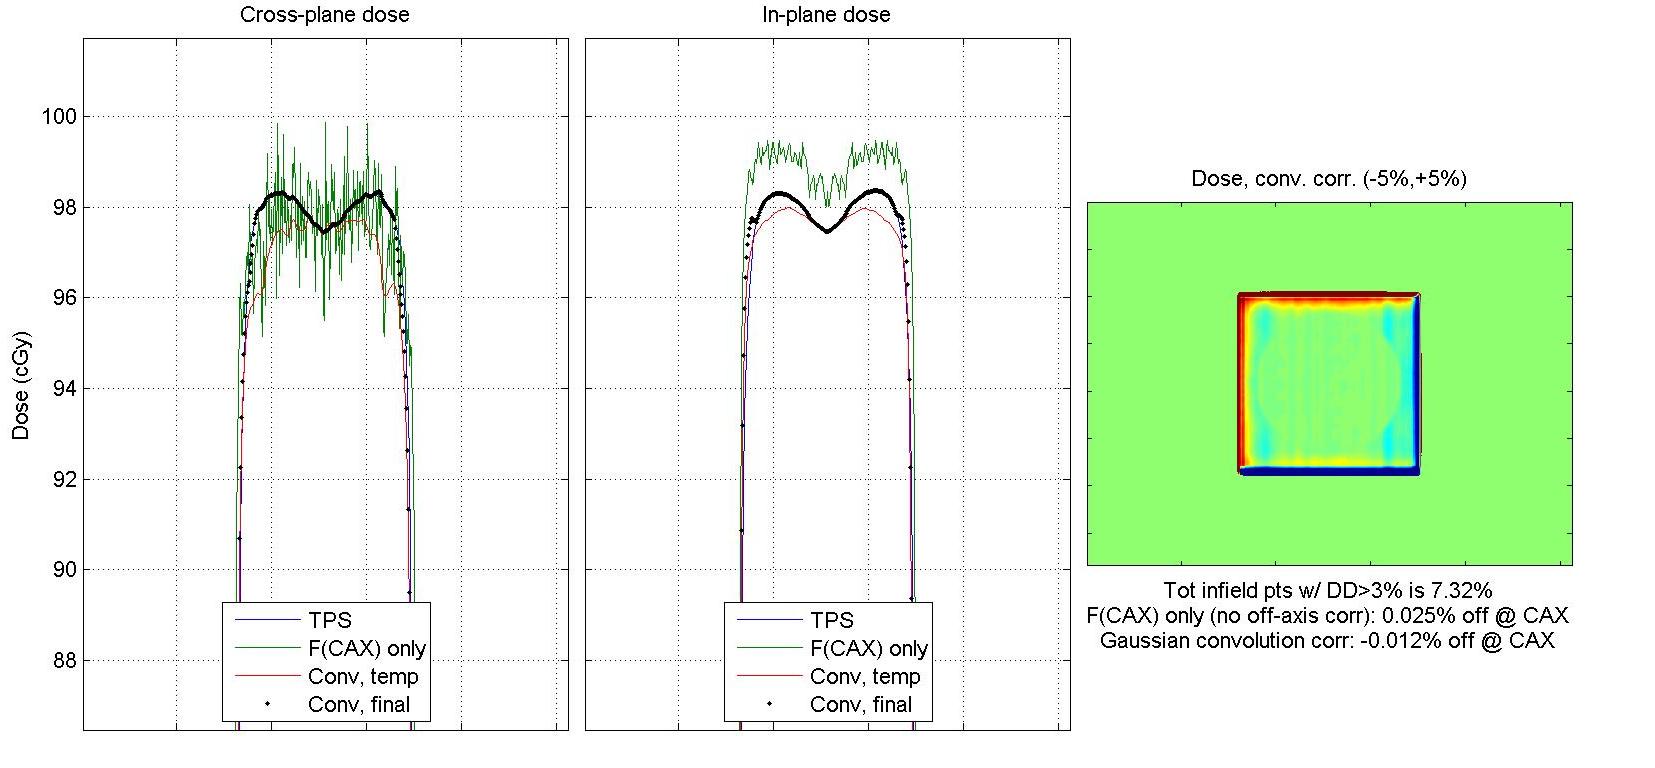 Cross-plane dose
In-plane dose
Dose, conv. corr. (-5%,+5%)
100
98
96
94
92
90
88
Dose (cGy)
TPS
F(CAX) only
Conv, temp
Conv, final
TPS
F(CAX) only
Conv, temp
Conv, final
Tot infield pts w/ DD>3% is 7.32%
F(CAX) only (no off-axis corr): 0.025% off @ CAX
Gaussian convolution corr: -0.012% off @ CAX